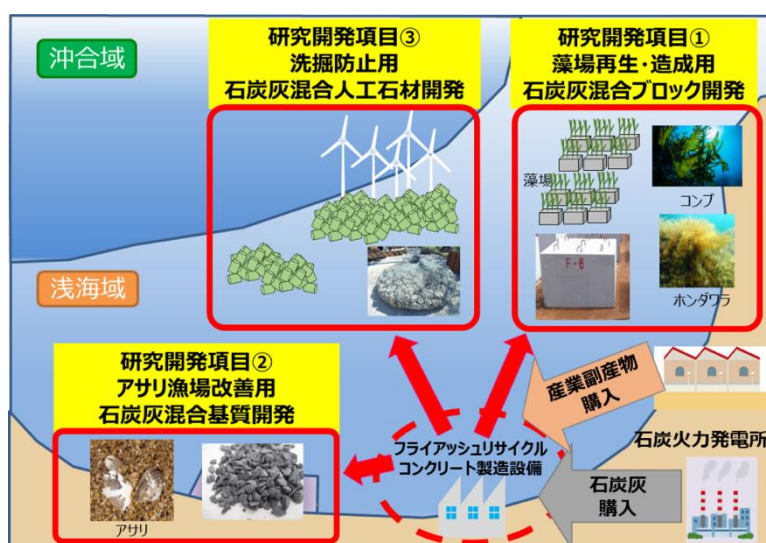 沖合域
研究開発項目③
洗掘防止用
石炭灰混合人工石材開発
研究開発項目①
藻場再生・造成用
石炭灰混合ブロック開発
藻場
コンブ
F-6
ホンダワラ
浅海域
研究開発項目②
アサリ漁場改善用
石炭灰混合基質開発
アサリ
フライアッシュリサイクル
コンクリート製造設備
産業副産物
購入
石炭火力発電所
石炭灰
購入